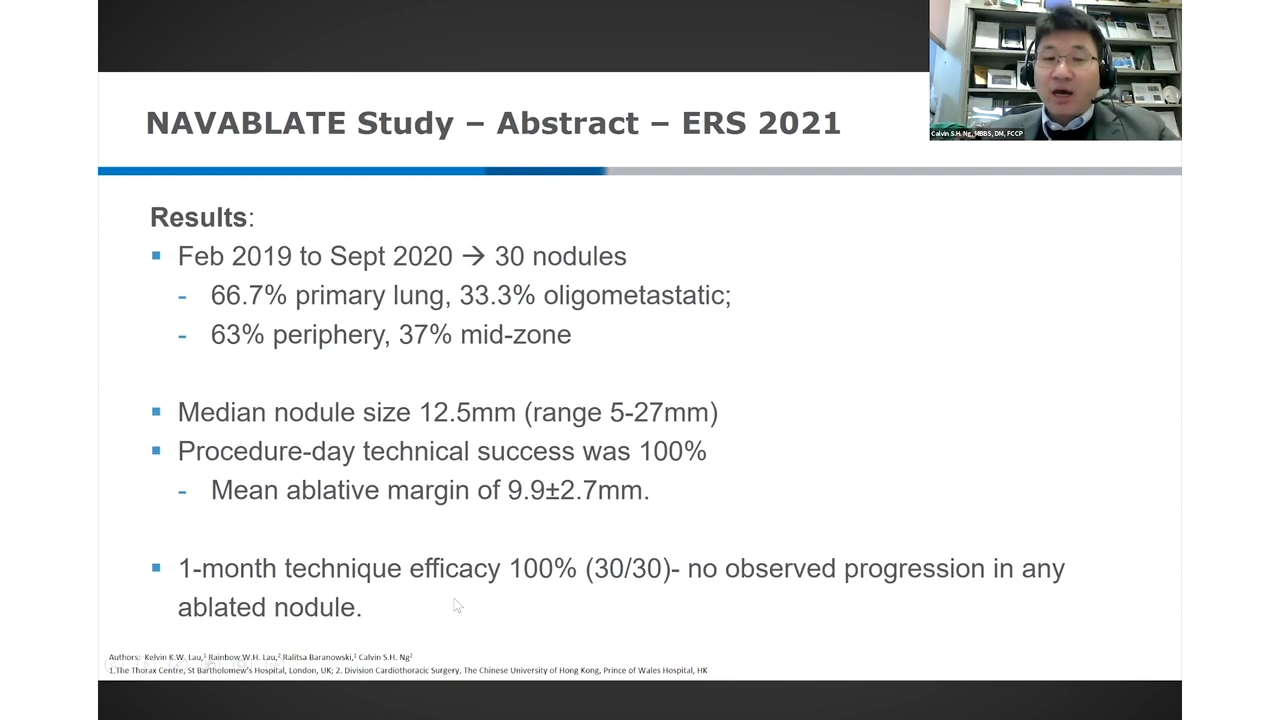 NAVABLATE Study – Abstract – ERS 2021
Calvin S.H. Ng, MBBS, DM, FCCP
Results:
▪ Feb 2019 to Sept 2020 → 30 nodules
- 66.7% primary lung, 33.3% oligometastatic;
- 63% periphery, 37% mid-zone
▪ Median nodule size 12.5mm (range 5-27mm)
▪ Procedure-day technical success was 100%
- Mean ablative margin of 9.9±2.7mm.
▪ 1-month technique efficacy 100% (30/30)- no observed progression in any
ablated nodule.
Authors: Kelvin K.W. Lau,¹ Rainbow W.H. Lau,² Ralitsa Baranowski,¹ Calvin S.H. Ng²
1.The Thorax Centre, St Bartholomew's Hospital, London, UK; 2. Division Cardiothoracic Surgery, The Chinese University of Hong Kong, Prince of Wales Hospital, HK